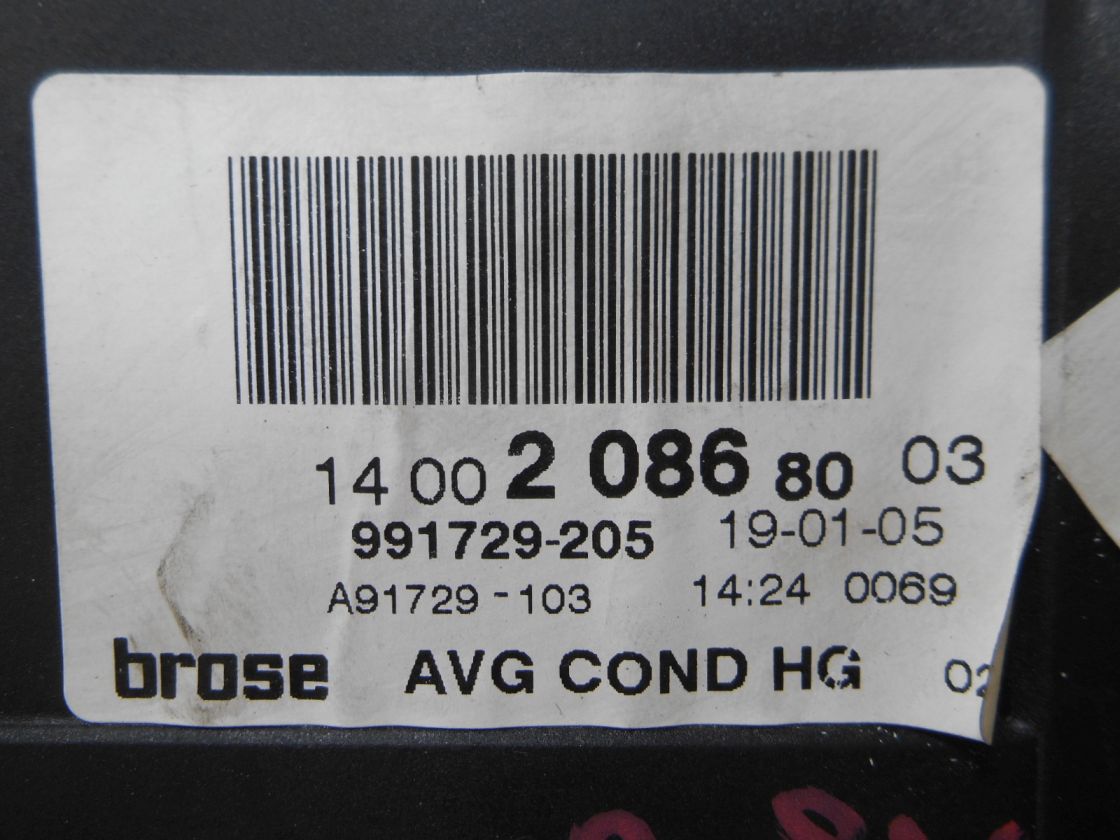 14 00 2 086 80 03
991729-205 19-01-05
A91729-103 14:24 0069
brose AVG COND HG